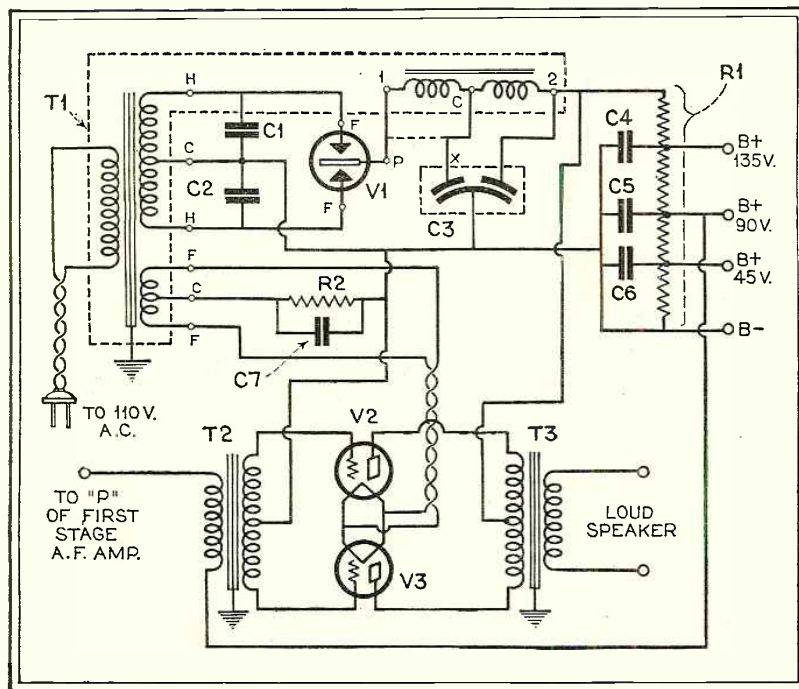 T1
H
C
H
F
C
F
C1
C2
F
V1
P
F
1
C
2
X
C3
R1
C4
C5
C6
B+
135V.
B+
90V.
B+
45V.
B-
R2
C7
TO 110V.
A.C.
T2
V2
T3
V3
TO "P"
OF FIRST
STAGE
A.F. AMP.
LOUD
SPEAKER